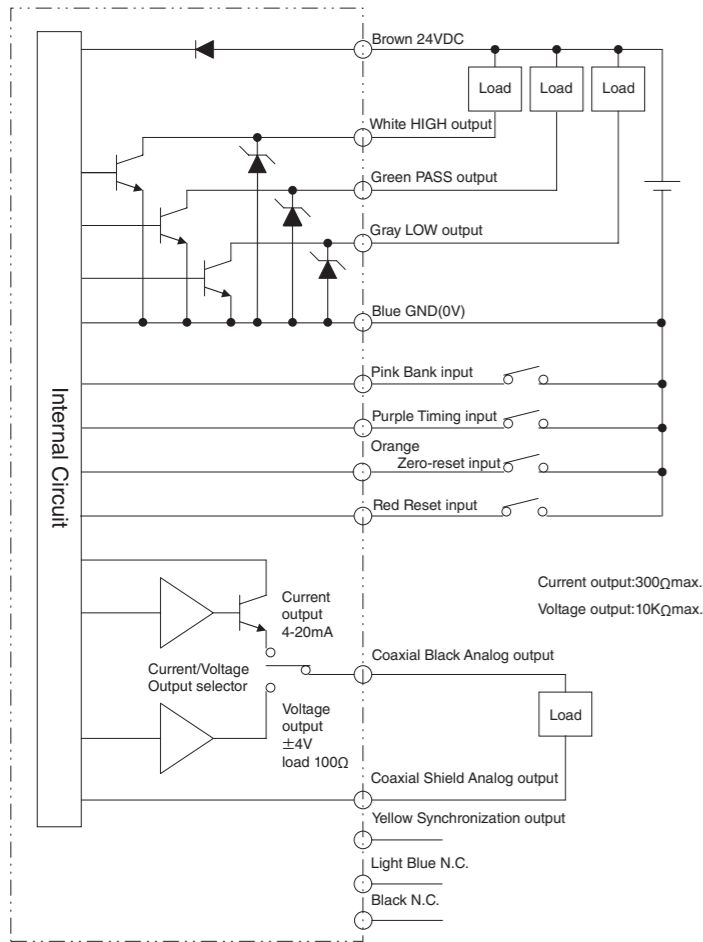 Brown 24VDC
Load
Load
Load
White HIGH output
Green PASS output
Gray LOW output
Blue GND(0V)
Internal Circuit
Pink Bank input
Purple Timing input
Orange
Zero-reset input
Red Reset input
Current output:300Ωmax.
Voltage output:10KΩmax.
Current
output
4-20mA
Current/Voltage
Output selector
Coaxial Black Analog output
Load
Voltage
output
±4V
load 100Ω
Coaxial Shield Analog output
Yellow Synchronization output
Light Blue N.C.
Black N.C.